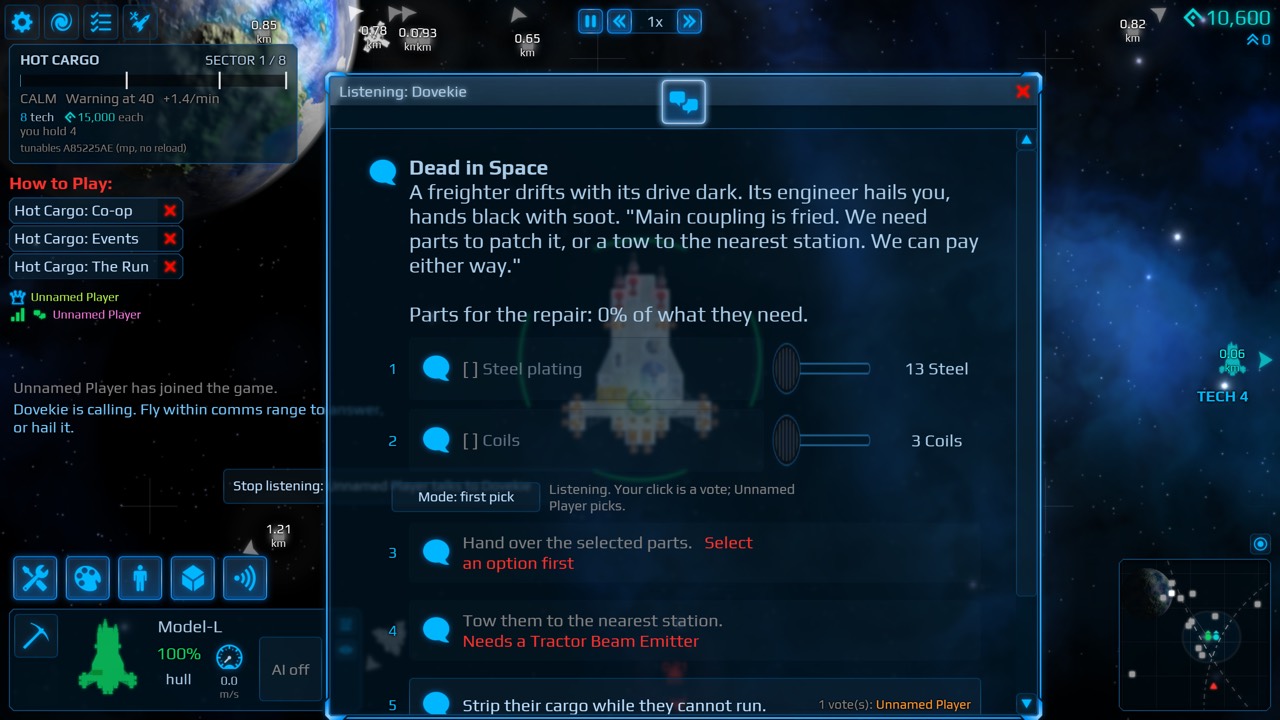 0.85
km
0.78
km
0.65
km
1x
0.82
km
10,600
0
HOT CARGO SECTOR 1 / 8
CALM Warning at 40 +1.4/min
8 tech 15,000 each
you hold 4
tunables A85225AE (mp, no reload)
How to Play:
Hot Cargo: Co-op
Hot Cargo: Events
Hot Cargo: The Run
Unnamed Player
Unnamed Player
Unnamed Player has joined the game.
Dovekie is calling. Fly within comms range to answer.
or hail it.
Stop listening: Unnamed Player talks to Dovekie
1.21
km
Model-L
100%
hull
0.0
m/s
AI off
Listening: Dovekie
Dead in Space
A freighter drifts with its drive dark. Its engineer hails you,
hands black with soot. "Main coupling is fried. We need
parts to patch it, or a tow to the nearest station. We can pay
either way."
Parts for the repair: 0% of what they need.
1 [ ] Steel plating 13 Steel
2 [ ] Coils 3 Coils
Mode: first pick
Listening. Your click is a vote; Unnamed
Player picks.
3 Hand over the selected parts. Select
an option first
4 Tow them to the nearest station.
Needs a Tractor Beam Emitter
5 Strip their cargo while they cannot run. 1 vote(s): Unnamed Player
0.06
km
TECH 4